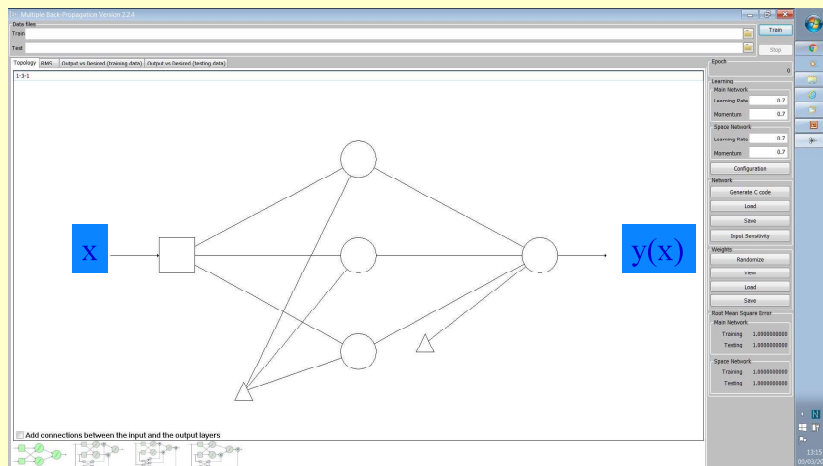 Multiple Back-Propagation Version 2.2.4
Data files
Train
Train
Test
Stop
Topology RMS Output vs Desired (training data) Output vs Desired (testing data)
1-3-1
x
y(x)
Add connections between the input and the output layers
Epoch
0
Learning
Main Network
Learning Rate 0.7
Momentum 0.7
Space Network
Learning Rate 0.7
Momentum 0.7
Configuration
Network
Generate C code
Load
Save
Input Sensitivity
Weights
Randomize
View
Load
Save
Root Mean Square Error
Main Network
Training 1.0000000000
Testing 1.0000000000
Space Network
Training 1.0000000000
Testing 1.0000000000
13:15